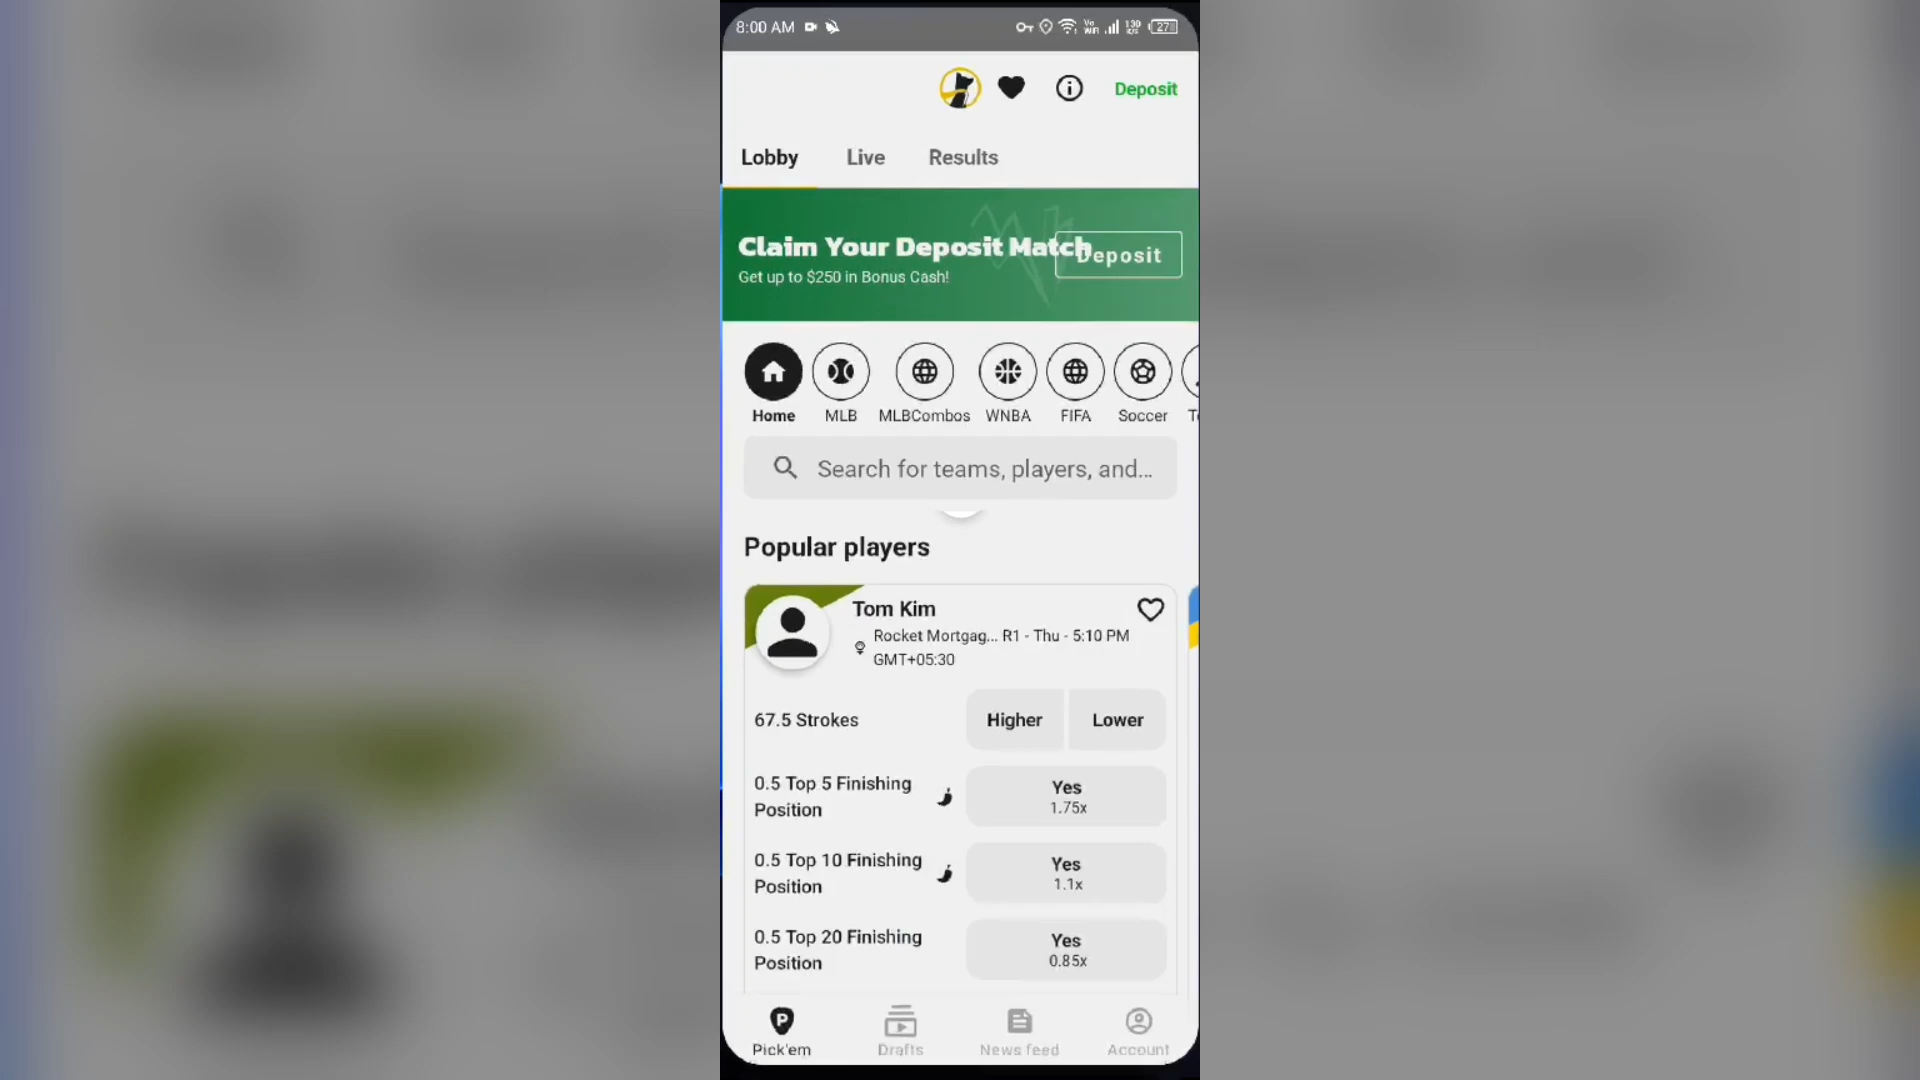 8:00 AM
Vo
WiFi
139
K/s
27
Deposit
Lobby Live Results
Claim Your Deposit Match
Deposit
Get up to $250 in Bonus Cash!
Home MLB MLBCombos WNBA FIFA Soccer
Search for teams, players, and...
Popular players
Tom Kim
Rocket Mortgag... R1 - Thu - 5:10 PM
GMT+05:30
67.5 Strokes Higher Lower
0.5 Top 5 Finishing
Position
Yes
1.75x
0.5 Top 10 Finishing
Position
Yes
1.1x
0.5 Top 20 Finishing
Position
Yes
0.85x
Pick'em Drafts News feed Account